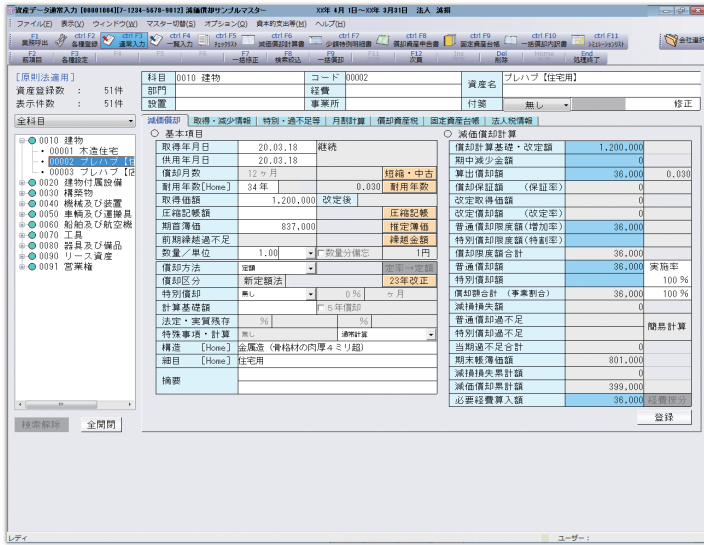 資産データ通常入力 [00001004][7-1234-5678-9012] 減価償却サンプルマスター XX年 4月 1日～XX年 3月31日 法人 減損
ファイル(F) 表示(V) ウィンドウ(W) マスター切替(S) オプション(O) 資本的支出等(M) ヘルプ(H)
F1 業務呼出 ctrl F2 各種登録 ctrl F3 通常入力 ctrl F4 一覧入力 ctrl F5 チェックリスト ctrl F6 減価償却計算書 ctrl F7 少額特例明細書 ctrl F8 償却資産申告書 ctrl F9 固定資産台帳 ctrl F10 一括償却内訳書 ctrl F11 シミュレーションリスト 会社選択
F2 前項目 F3 各種設定 F4 F5 F6 F7 一括修正 F8 検索絞込 F9 一括償却 F11 F12 次頁 Ins Del 削除 Home End 処理終了
[原則法適用]
資産登録数 : 51件
表示件数 : 51件
科目 0010 建物 コード 00002 資産名 プレハブ【住宅用】
部門 経費
設置 事業所 付箋 無し 修正
全科目
0010 建物
00001 木造住宅
00002 プレハブ【住
00003 プレハブ【店
0020 建物付属設備
0030 構築物
0040 機械及び装置
0050 車輌及び運搬具
0060 船舶及び航空機
0070 工具
0080 器具及び備品
0090 リース資産
0091 営業権
検索解除 全開閉
減価償却 取得・減少情報 特別・過不足等 月割計算 償却資産税 固定資産台帳 法人税情報
○ 基本項目
取得年月日 20.03.18 継続
供用年月日 20.03.18
償却月数 12ヶ月 短縮・中古
耐用年数[Home] 34年 0.030 耐用年数
取得価額 1,200,000 改定後
圧縮記帳額 圧縮記帳
期首簿価 837,000 推定簿価
前期繰越過不足 繰越金額
数量／単位 1.00 数量分備忘 1円
償却方法 定額 定率→定額
償却区分 新定額法 23年改正
特別償却 無し 0% ヶ月
計算基礎額 5年償却
法定・実質残存 % %
特殊事項・計算 無し 通常計算
構造 [Home] 金属造（骨格材の肉厚4ミリ超)
細目 [Home] 住宅用
摘要
○ 減価償却計算
償却計算基礎・改定額 1,200,000
期中減少金額 0
算出償却額 36,000 0.030
償却保証額 （保証率) 0
改定取得価額 0
改定償却額 （改定率) 0
普通償却限度額(増加率) 36,000
特別償却限度額(特割率) 0
償却限度額合計 36,000
普通償却額 36,000 実施率
特別償却額 0 100%
償却額合計 （事業割合) 36,000 100%
減損損失額 0
普通償却過不足 0 簡易計算
特別償却過不足 0
当期過不足合計 0
期末帳簿価額 801,000
減損損失累計額 0
減価償却累計額 399,000
必要経費算入額 36,000 経費按分
登録
レディ ユーザー：